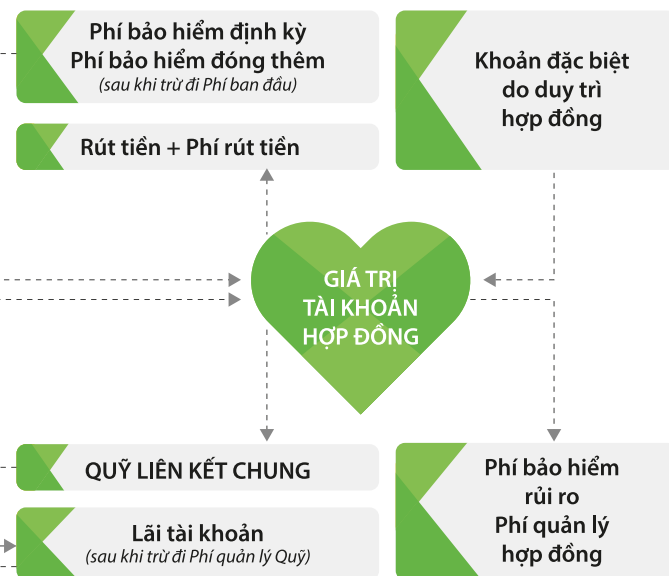 Phí bảo hiểm định kỳ
Phí bảo hiểm đóng thêm
(sau khi trừ đi Phí ban đầu)
Khoản đặc biệt
do duy trì
hợp đồng
Rút tiền + Phí rút tiền
GIÁ TRỊ
TÀI KHOẢN
HỢP ĐỒNG
QUỸ LIÊN KẾT CHUNG
Lãi tài khoản
(sau khi trừ đi Phí quản lý Quỹ)
Phí bảo hiểm
rủi ro
Phí quản lý
hợp đồng